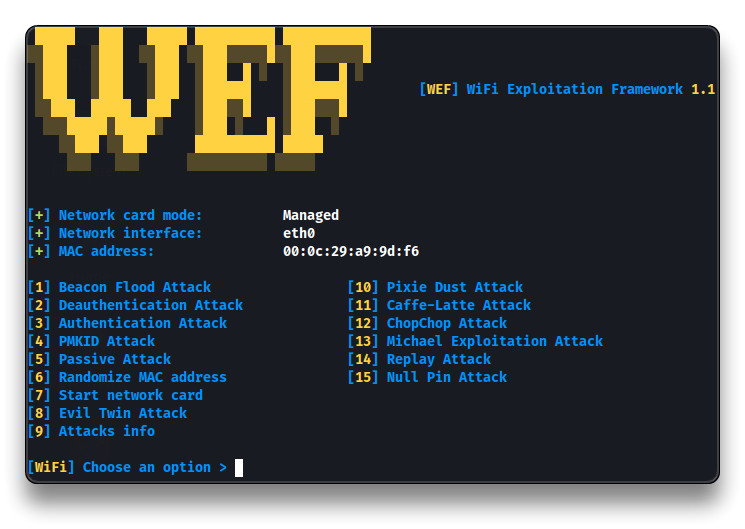 WEF
[WEF] WiFi Exploitation Framework 1.1
[+] Network card mode: Managed
[+] Network interface: eth0
[+] MAC address: 00:0c:29:a9:9d:f6
[1] Beacon Flood Attack [10] Pixie Dust Attack
[2] Deauthentication Attack [11] Caffe-Latte Attack
[3] Authentication Attack [12] ChopChop Attack
[4] PMKID Attack [13] Michael Exploitation Attack
[5] Passive Attack [14] Replay Attack
[6] Randomize MAC address [15] Null Pin Attack
[7] Start network card
[8] Evil Twin Attack
[9] Attacks info
[WiFi] Choose an option >